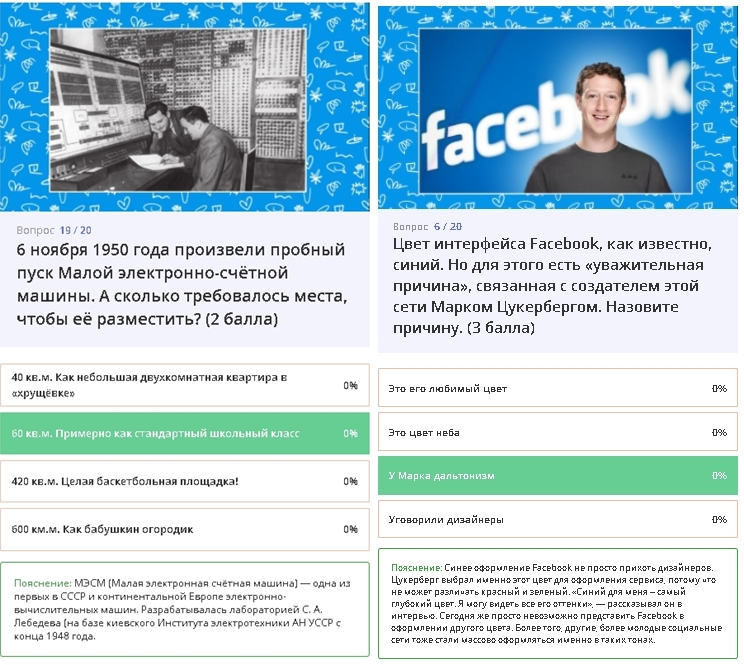 Вопрос 19 / 20
6 ноября 1950 года произвели пробный
пуск Малой электронно-счётной
машины. А сколько требовалось места,
чтобы её разместить? (2 балла)
40 кв.м. Как небольшая двухкомнатная квартира в
«хрущёвке»
0%
60 кв.м. Примерно как стандартный школьный класс
0%
420 кв.м. Целая баскетбольная площадка!
0%
600 км.м. Как бабушкин огородик
0%
Пояснение: МЭСМ (Малая электронная счётная машина) — одна из
первых в СССР и континентальной Европе электронно-
вычислительных машин. Разрабатывалась лабораторией С. А.
Лебедева (на базе киевского Института электротехники АН УССР с
конца 1948 года.
facebook
Вопрос 6 / 20
Цвет интерфейса Facebook, как известно,
синий. Но для этого есть «уважительная
причина», связанная с создателем этой
сети Марком Цукербергом. Назовите
причину. (3 балла)
Это его любимый цвет
0%
Это цвет неба
0%
У Марка дальтонизм
0%
Уговорили дизайнеры
0%
Пояснение: Синее оформление Facebook не просто прихоть дизайнеров.
Цукерберг выбрал именно этот цвет для оформления сервиса, потому что
не может различать красный и зеленый. «Синий для меня – самый
глубокий цвет. Я могу видеть все его оттенки», — рассказывал он в
интервью. Сегодня же просто невозможно представить Facebook в
оформлении другого цвета. Более того, другие, более молодые социальные
сети тоже стали массово оформляться именно в таких тонах.